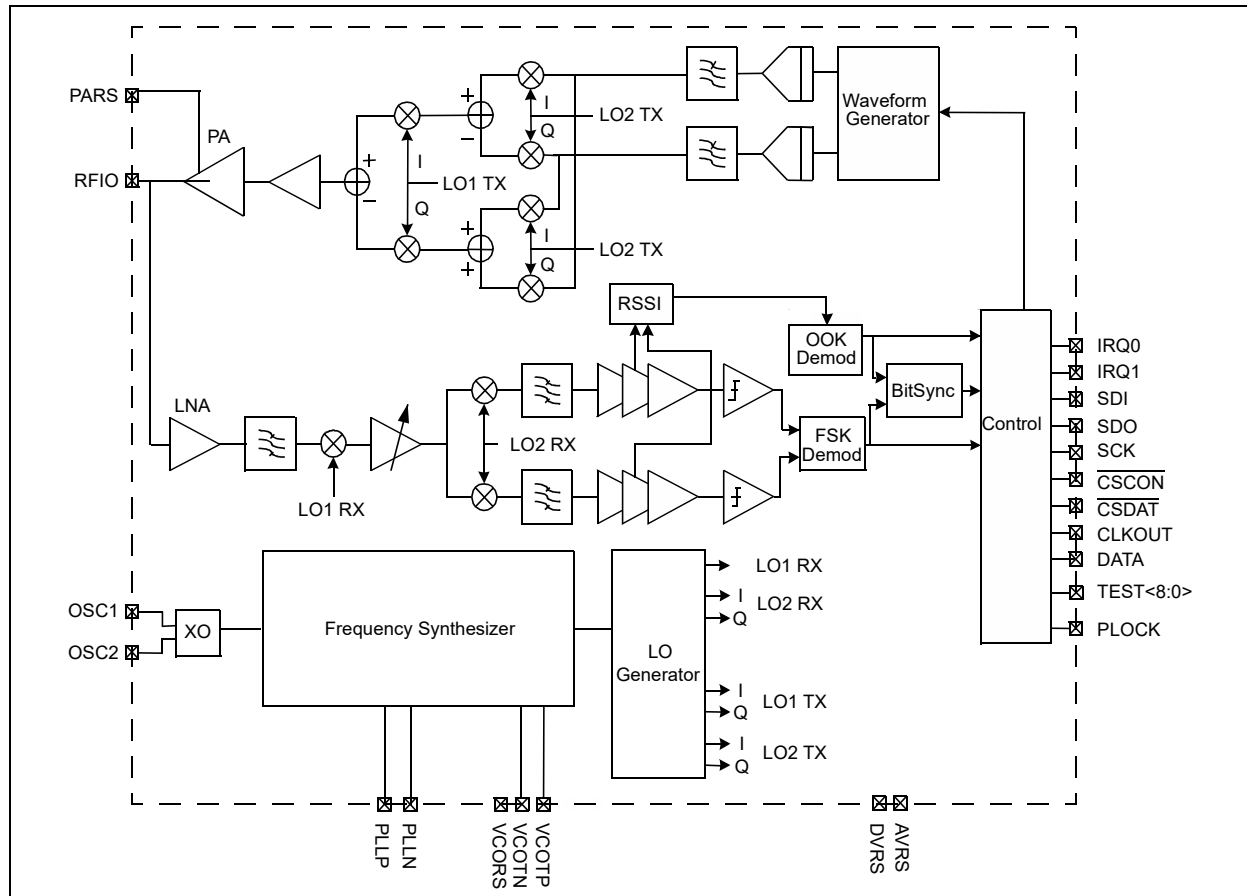 PARS
PA
RFIO
+
−
I
LO1 TX
Q
+
−
I
LO2 TX
Q
+
+
I
LO2 TX
Q
Waveform
Generator
RSSI
OOK
Demod
BitSync
FSK
Demod
Control
LNA
LO1 RX
LO2 RX
IRQ0
IRQ1
SDI
SDO
SCK
CSCON
CSDAT
CLKOUT
DATA
TEST<8:0>
PLOCK
OSC1
OSC2
XO
Frequency Synthesizer
LO
Generator
LO1 RX
I
LO2 RX
Q
I
LO1 TX
Q
I
LO2 TX
Q
PLLP
PLLN
VCORS
VCOTN
VCOTP
DVRS
AVRS